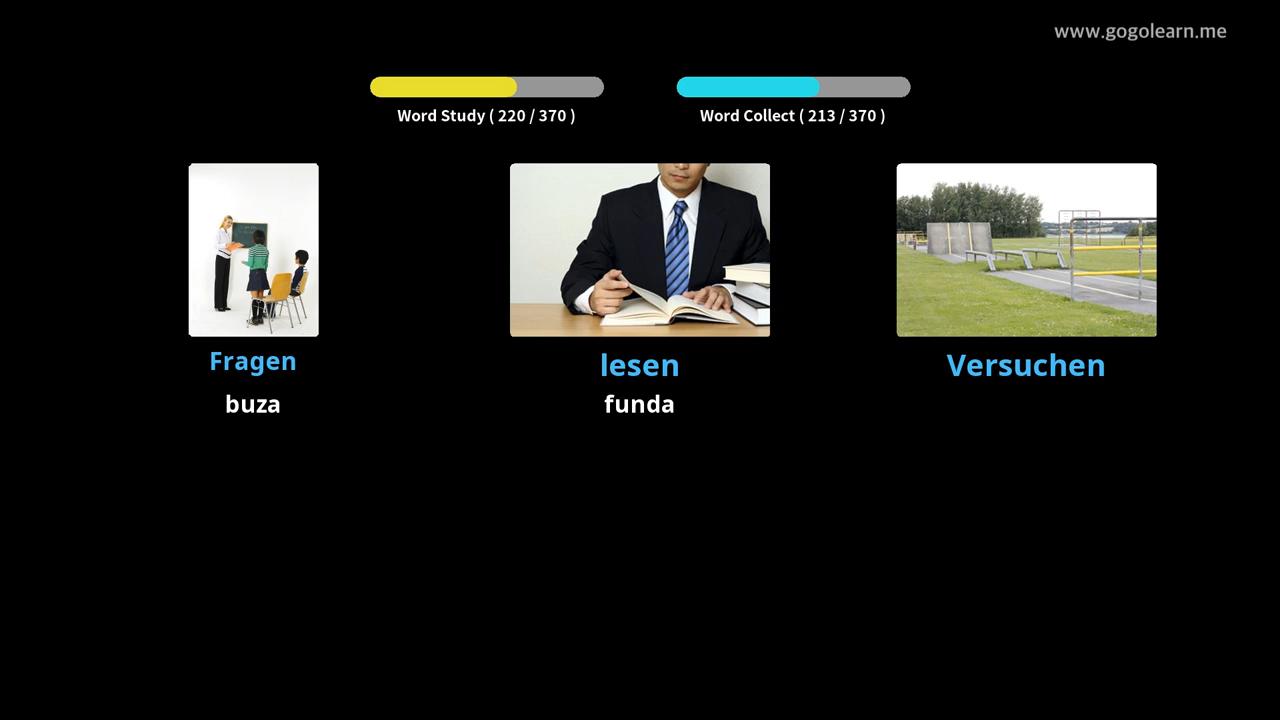 www.gogolearn.me
Word Study ( 220 / 370 )
Word Collect ( 213 / 370 )
Fragen
lesen
Versuchen
buza
funda